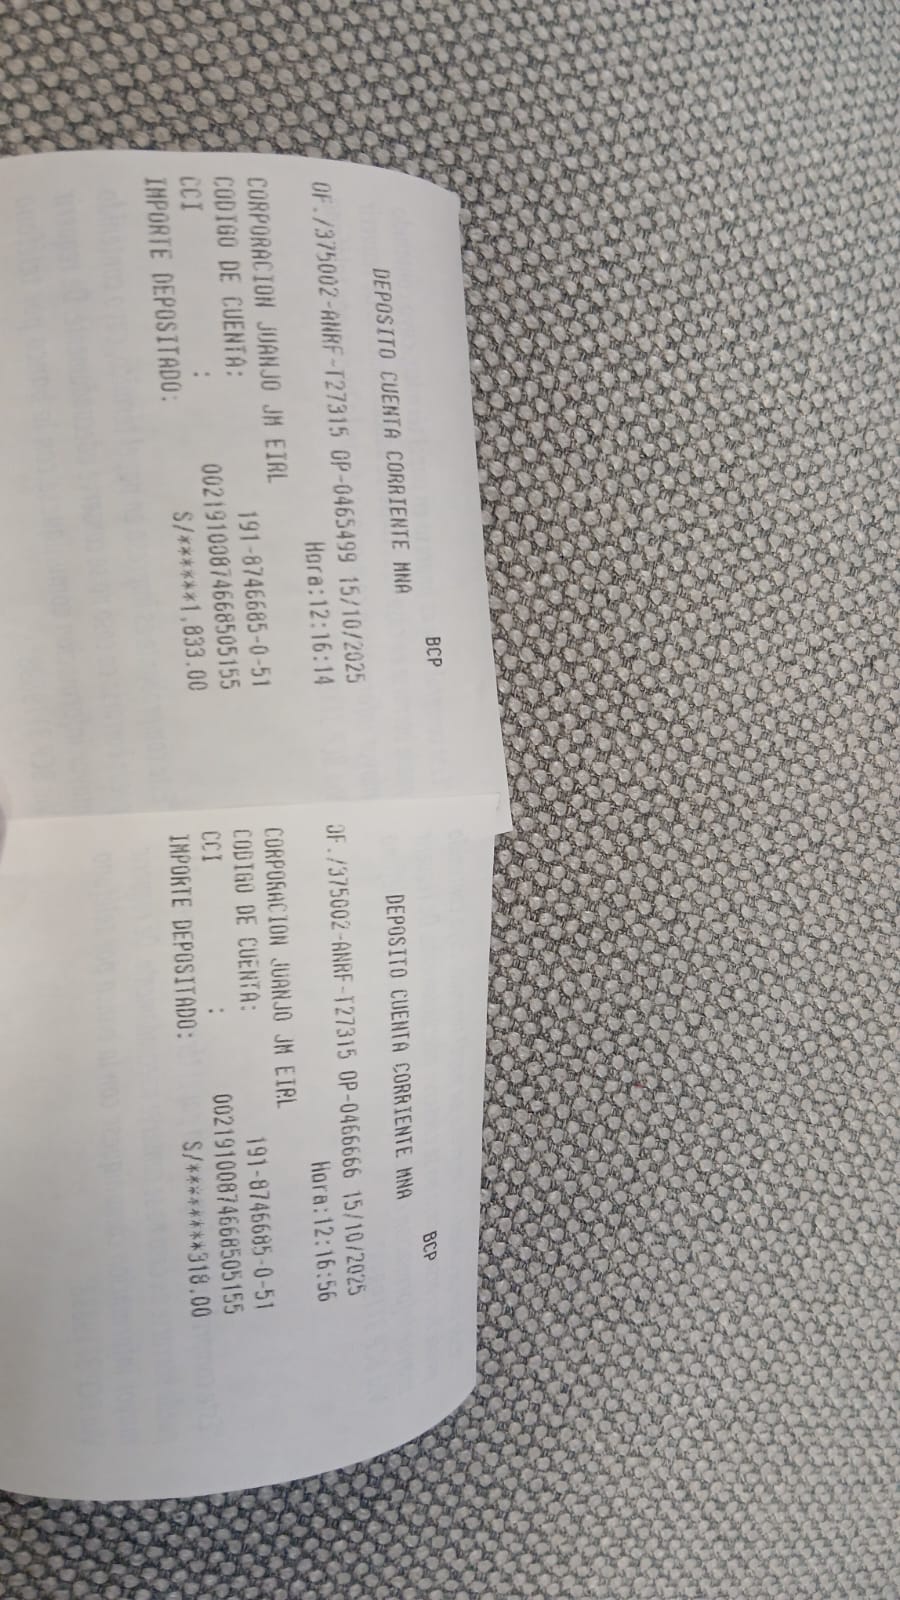 BCP
DEPOSITO CUENTA CORRIENTE MNA
OF./375002-ANRF-T27315 OP-0465499 15/10/2025
Hora:12:16:14
CORPORACION JUANJO JM EIRL
CODIGO DE CUENTA: 191-8746685-0-51
CCI : 00219100874668505155
IMPORTE DEPOSITADO: S/******1,833.00
BCP
DEPOSITO CUENTA CORRIENTE MNA
OF./375002-ANRF-T27315 OP-0466666 15/10/2025
Hora:12:16:56
CORPORACION JUANJO JM EIRL
CODIGO DE CUENTA: 191-8746685-0-51
CCI : 00219100874668505155
IMPORTE DEPOSITADO: S/********318.00